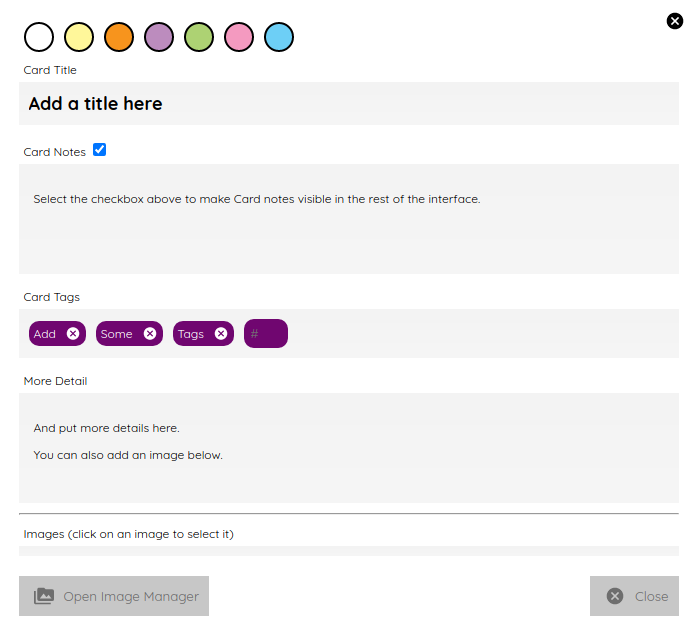 Card Title
Add a title here
Card Notes
Select the checkbox above to make Card notes visible in the rest of the interface.
Card Tags
Add Some Tags #
More Detail
And put more details here.
You can also add an image below.
Images (click on an image to select it)
Open Image Manager Close